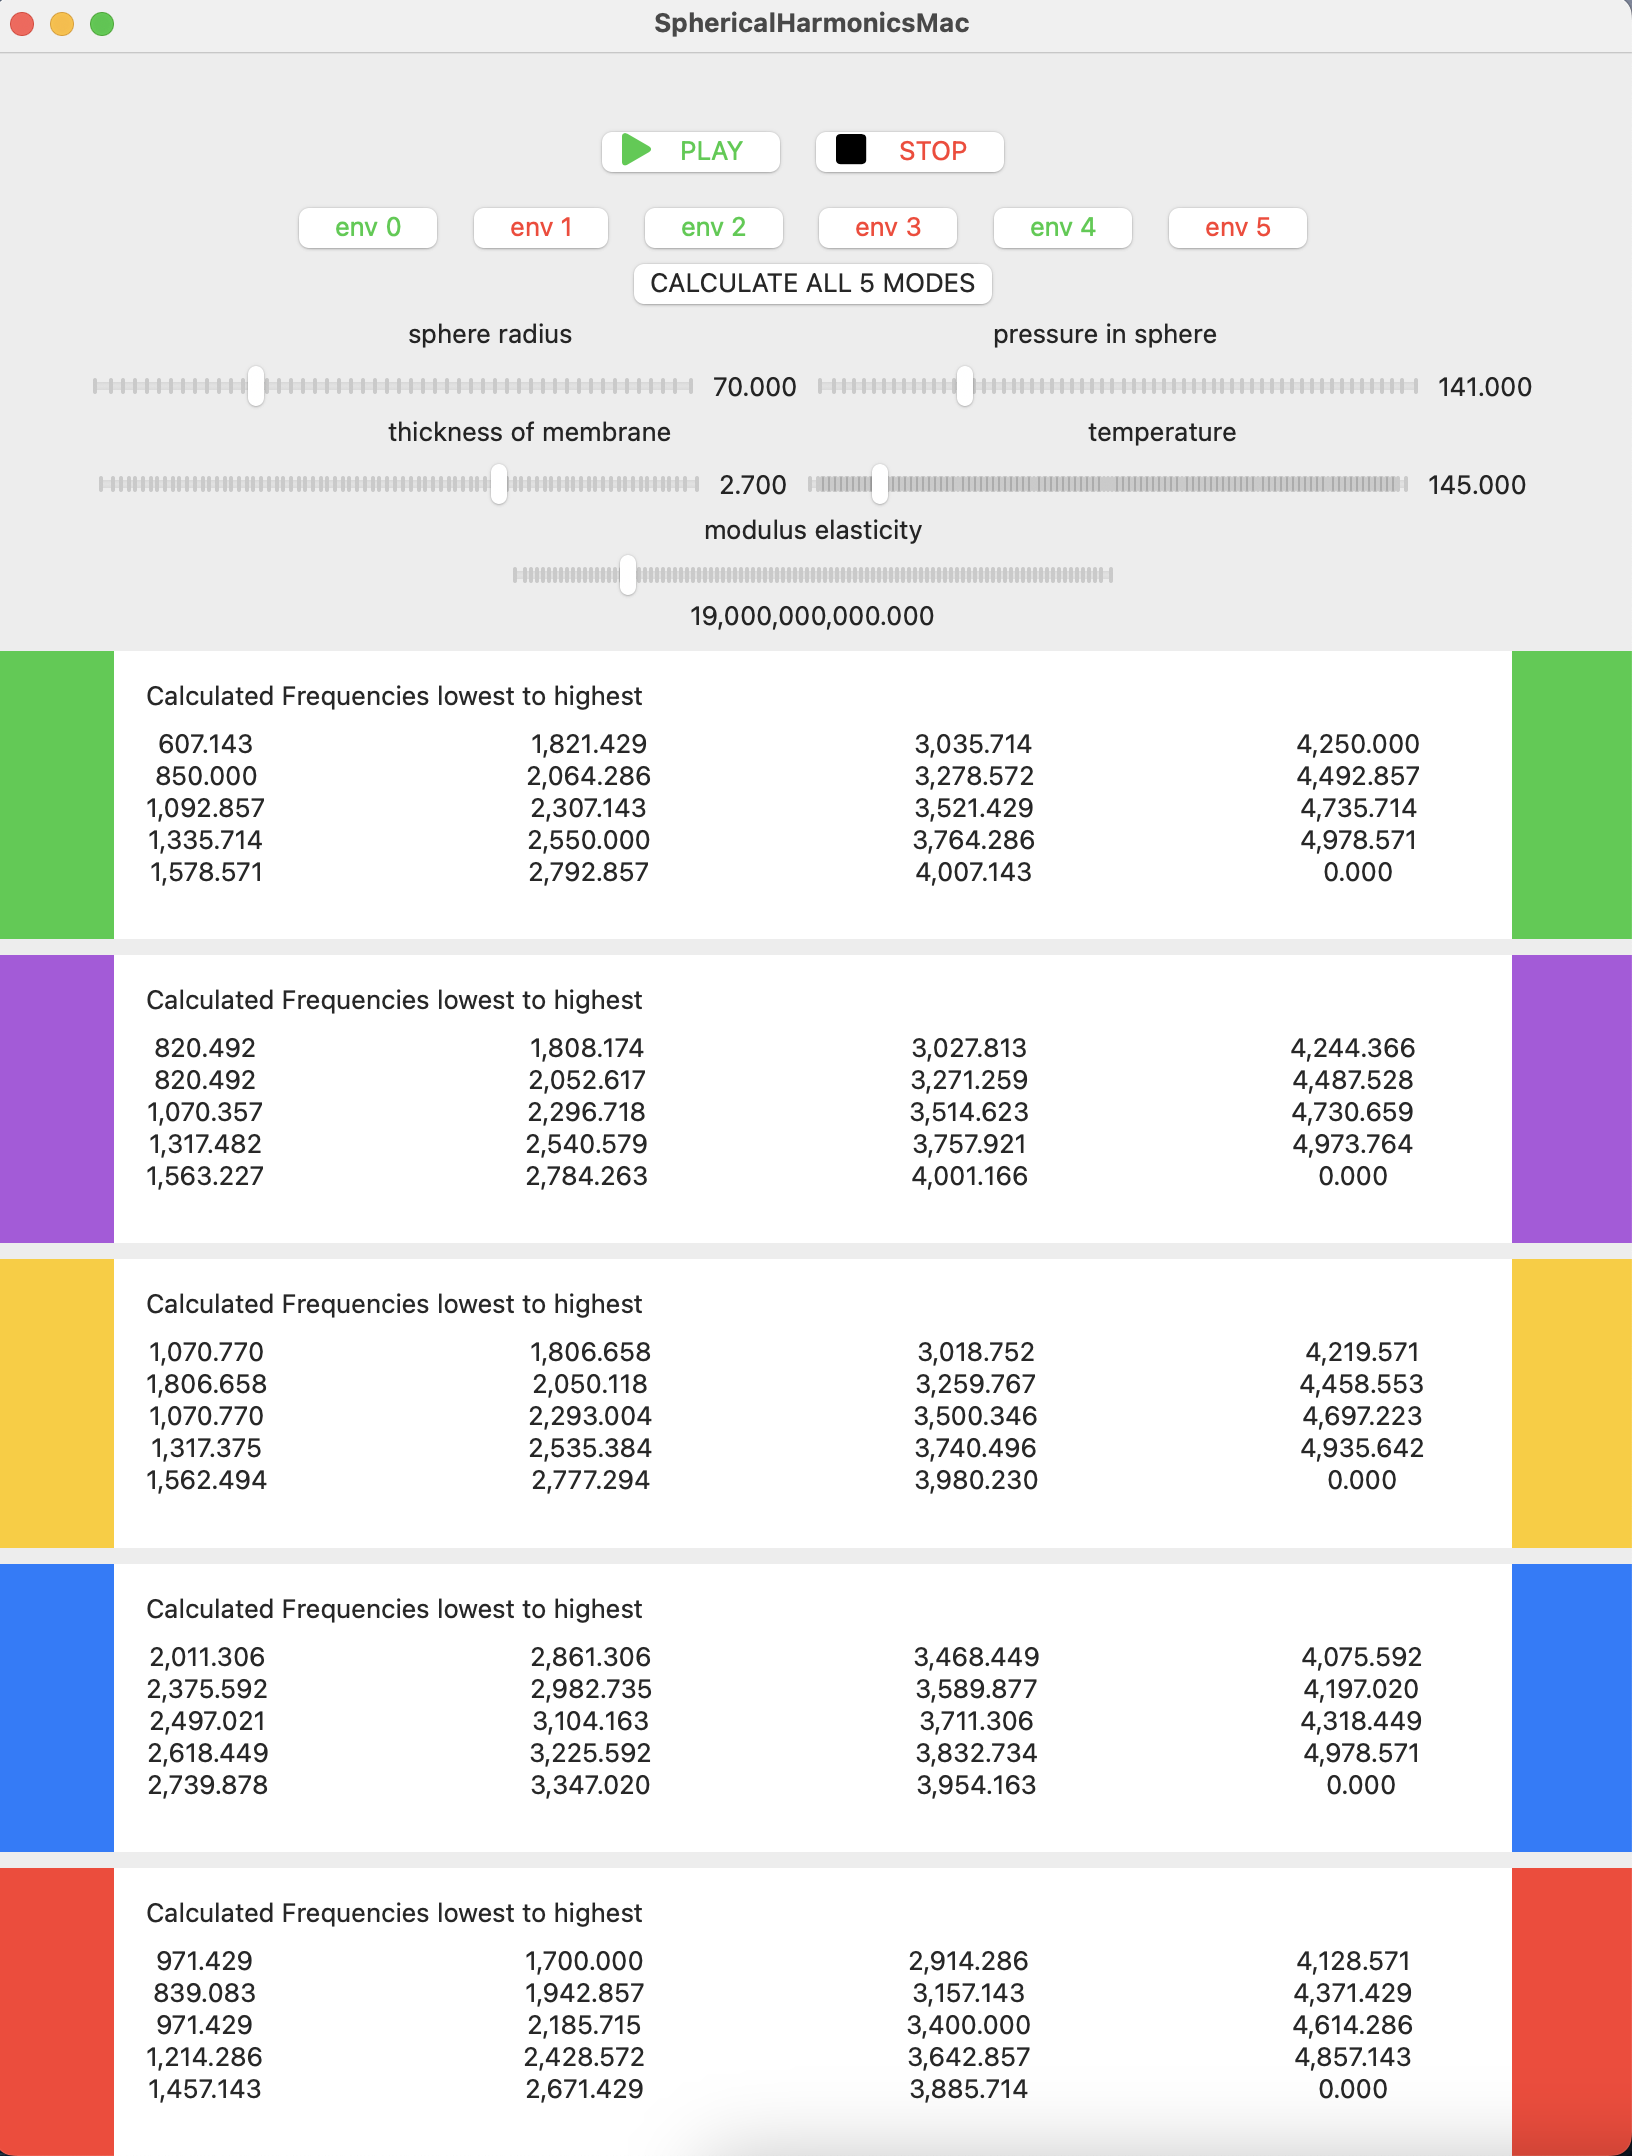 SphericalHarmonicsMac
PLAY STOP
env 0 env 1 env 2 env 3 env 4 env 5
CALCULATE ALL 5 MODES
sphere radius pressure in sphere
70.000 141.000
thickness of membrane temperature
2.700 145.000
modulus elasticity
19,000,000,000.000
Calculated Frequencies lowest to highest
607.143 1,821.429 3,035.714 4,250.000
850.000 2,064.286 3,278.572 4,492.857
1,092.857 2,307.143 3,521.429 4,735.714
1,335.714 2,550.000 3,764.286 4,978.571
1,578.571 2,792.857 4,007.143 0.000
Calculated Frequencies lowest to highest
820.492 1,808.174 3,027.813 4,244.366
820.492 2,052.617 3,271.259 4,487.528
1,070.357 2,296.718 3,514.623 4,730.659
1,317.482 2,540.579 3,757.921 4,973.764
1,563.227 2,784.263 4,001.166 0.000
Calculated Frequencies lowest to highest
1,070.770 1,806.658 3,018.752 4,219.571
1,806.658 2,050.118 3,259.767 4,458.553
1,070.770 2,293.004 3,500.346 4,697.223
1,317.375 2,535.384 3,740.496 4,935.642
1,562.494 2,777.294 3,980.230 0.000
Calculated Frequencies lowest to highest
2,011.306 2,861.306 3,468.449 4,075.592
2,375.592 2,982.735 3,589.877 4,197.020
2,497.021 3,104.163 3,711.306 4,318.449
2,618.449 3,225.592 3,832.734 4,978.571
2,739.878 3,347.020 3,954.163 0.000
Calculated Frequencies lowest to highest
971.429 1,700.000 2,914.286 4,128.571
839.083 1,942.857 3,157.143 4,371.429
971.429 2,185.715 3,400.000 4,614.286
1,214.286 2,428.572 3,642.857 4,857.143
1,457.143 2,671.429 3,885.714 0.000